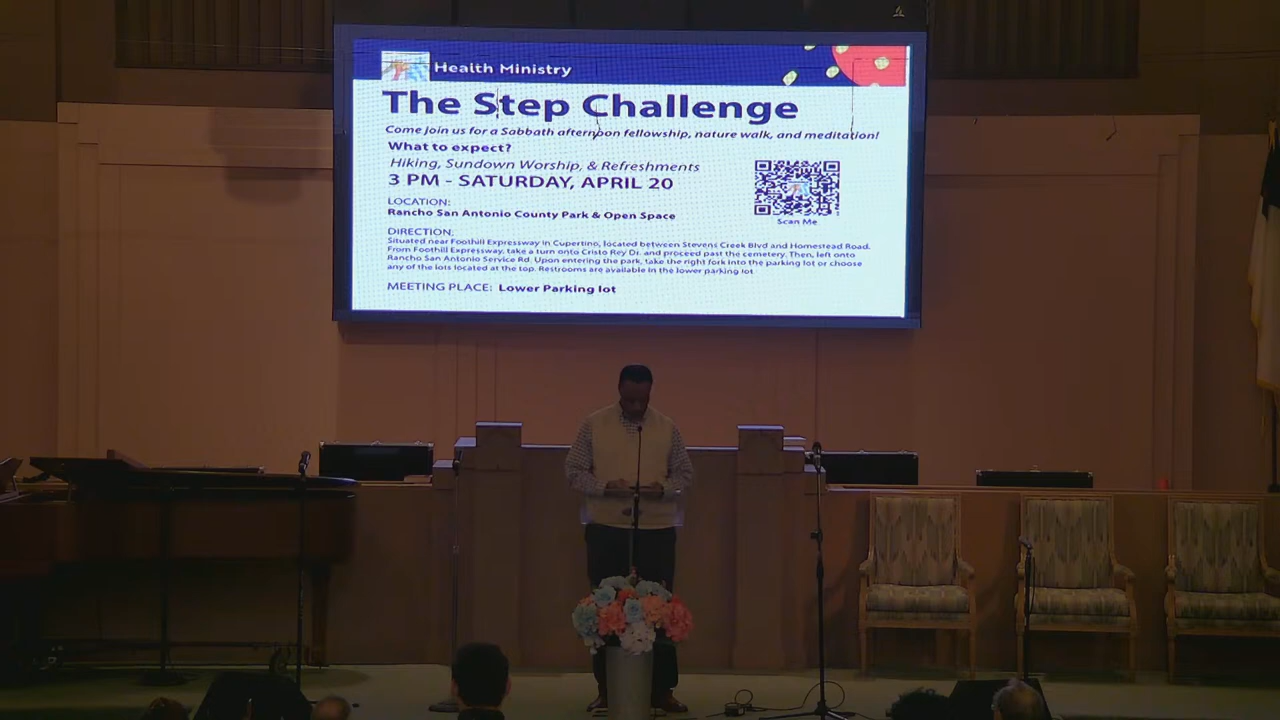 Health Ministry
The Step Challenge
Come join us for a Sabbath afternoon fellowship, nature walk, and meditation!
What to expect?
Hiking, Sundown Worship, & Refreshments
3 PM - SATURDAY, APRIL 20
Scan Me
LOCATION:
Rancho San Antonio County Park & Open Space
DIRECTION:
Situated near Foothill Expressway in Cupertino, located between Stevens Creek Blvd and Homestead Road.
From Foothill Expressway, take a turn onto Cristo Rey Dr. and proceed past the cemetery. Then, left onto
Rancho San Antonio Service Rd. Upon entering the park, take the right fork into the parking lot or choose
any of the lots located at the top. Restrooms are available in the lower parking lot
MEETING PLACE: Lower Parking lot